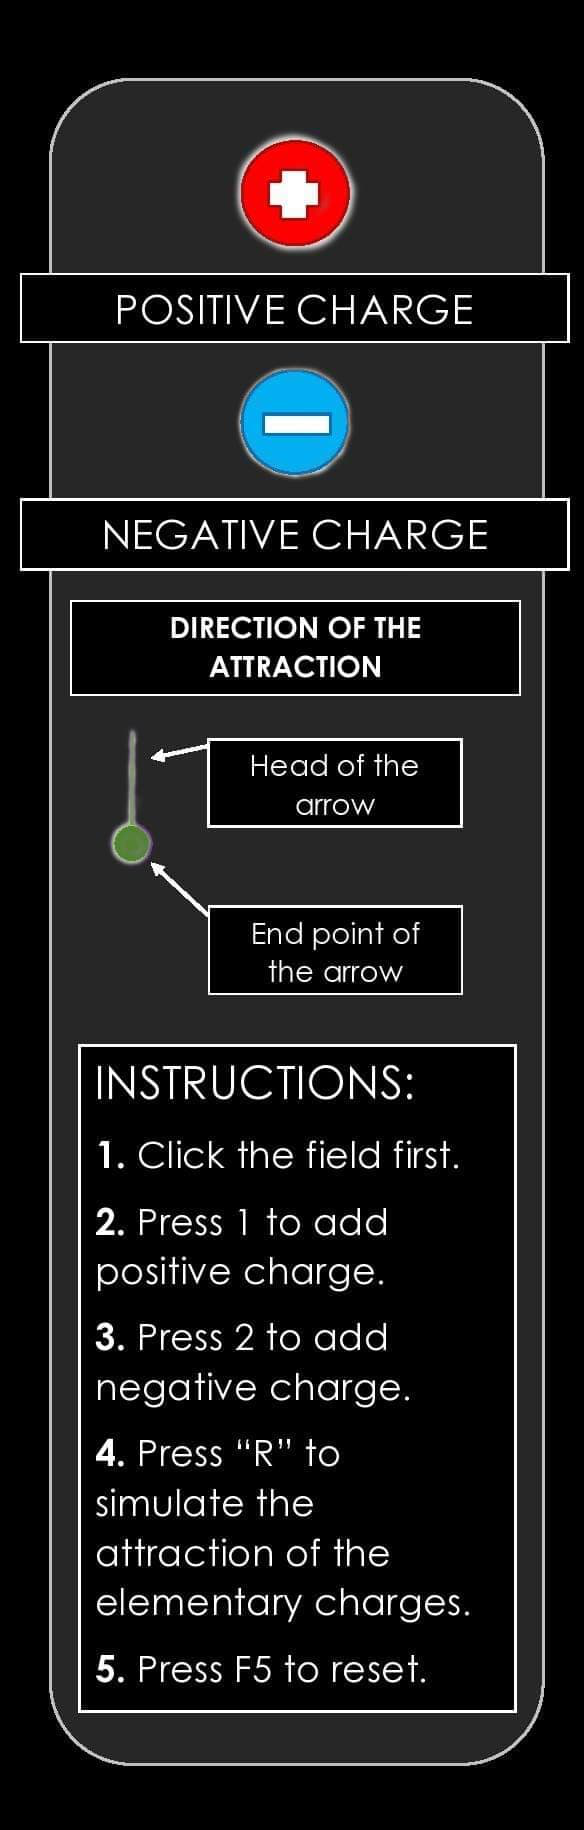 POSITIVE CHARGE
NEGATIVE CHARGE
DIRECTION OF THE
ATTRACTION
Head of the
arrow
End point of
the arrow
INSTRUCTIONS:
1. Click the field first.
2. Press 1 to add
positive charge.
3. Press 2 to add
negative charge.
4. Press “R” to
simulate the
attraction of the
elementary charges.
5. Press F5 to reset.